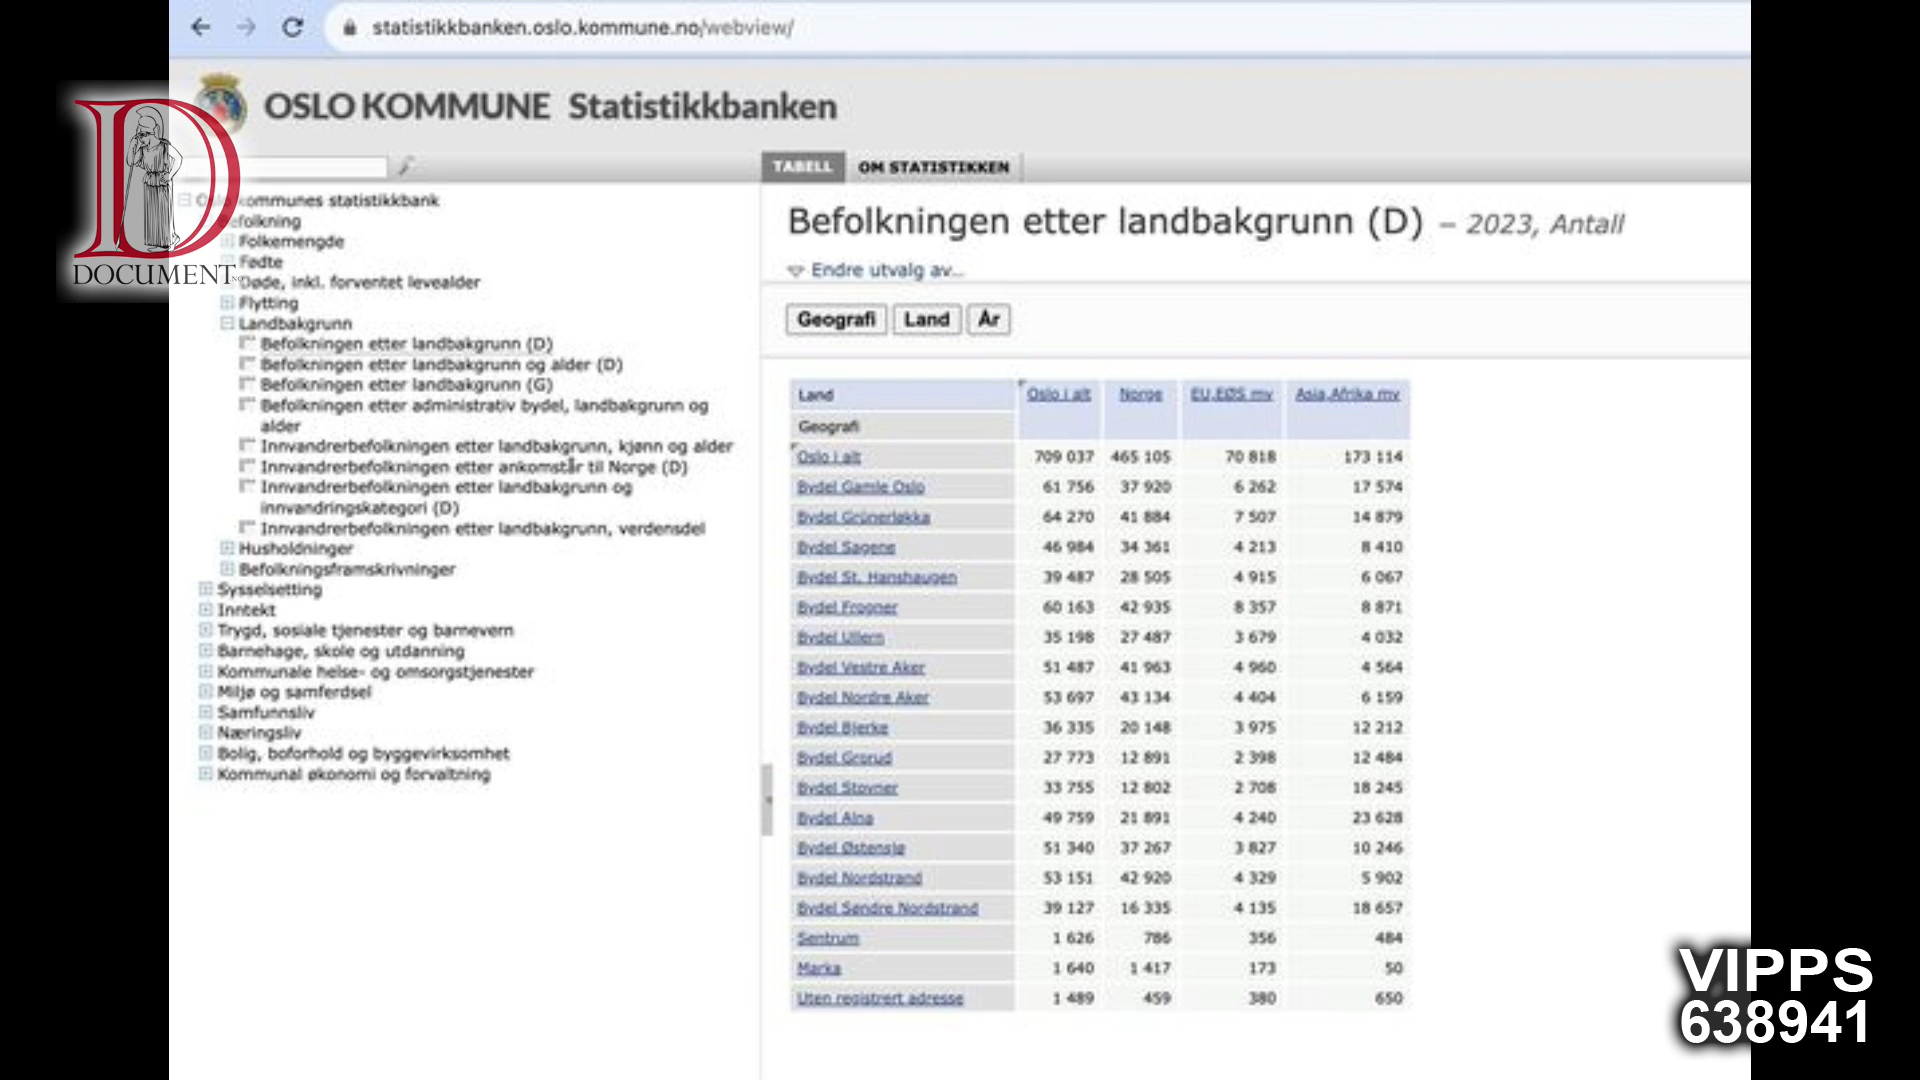 statistikkbanken.oslo.kommune.no/webview/
OSLO KOMMUNE Statistikkbanken
DOCUMENT
TABELL OM STATISTIKKEN
kommunes statistikkbank
Folkemengde
Fødte
Døde, inkl. forventet levealder
Flytting
Landbakgrunn
Befolkningen etter landbakgrunn (D)
Befolkningen etter landbakgrunn og alder (D)
Befolkningen etter landbakgrunn (G)
Befolkningen etter administrativ bydel, landbakgrunn og
alder
Innvandrerbefolkningen etter landbakgrunn, kjønn og alder
Innvandrerbefolkningen etter ankomstår til Norge (D)
Innvandrerbefolkningen etter landbakgrunn og
innvandringskategori (D)
Innvandrerbefolkningen etter landbakgrunn, verdensdel
Husholdninger
Befolkningsframskrivninger
Sysselsetting
Inntekt
Trygd, sosiale tjenester og barnevern
Barnehage, skole og utdanning
Kommunale helse- og omsorgstjenester
Miljø og samferdsel
Samfunnsliv
Næringsliv
Bolig, boforhold og byggevirksomhet
Kommunal økonomi og forvaltning
Befolkningen etter landbakgrunn (D) – 2023, Antall
Endre utvalg av...
Geografi Land År
Land Oslo i alt Norge EU,EØS mv Asia,Afrika mv
Geografi
Oslo i alt 709 037 465 105 70 818 173 114
Bydel Gamle Oslo 61 756 37 920 6 262 17 574
Bydel Grünerløkka 64 270 41 884 7 507 14 879
Bydel Sagene 46 984 34 361 4 213 8 410
Bydel St. Hanshaugen 39 487 28 505 4 915 6 067
Bydel Frogner 60 163 42 935 8 357 8 871
Bydel Ullern 35 198 27 487 3 679 4 032
Bydel Vestre Aker 51 487 41 963 4 960 4 564
Bydel Nordre Aker 53 697 43 134 4 404 6 159
Bydel Bjerke 36 335 20 148 3 975 12 212
Bydel Grorud 27 773 12 891 2 398 12 484
Bydel Stovner 33 755 12 802 2 708 18 245
Bydel Alna 49 759 21 891 4 240 23 628
Bydel Østensjø 51 340 37 267 3 827 10 246
Bydel Nordstrand 53 151 42 920 4 329 5 902
Bydel Søndre Nordstrand 39 127 16 335 4 135 18 657
Sentrum 1 626 786 356 484
Marka 1 640 1 417 173 50
Uten registrert adresse 1 489 459 380 650
VIPPS
638941